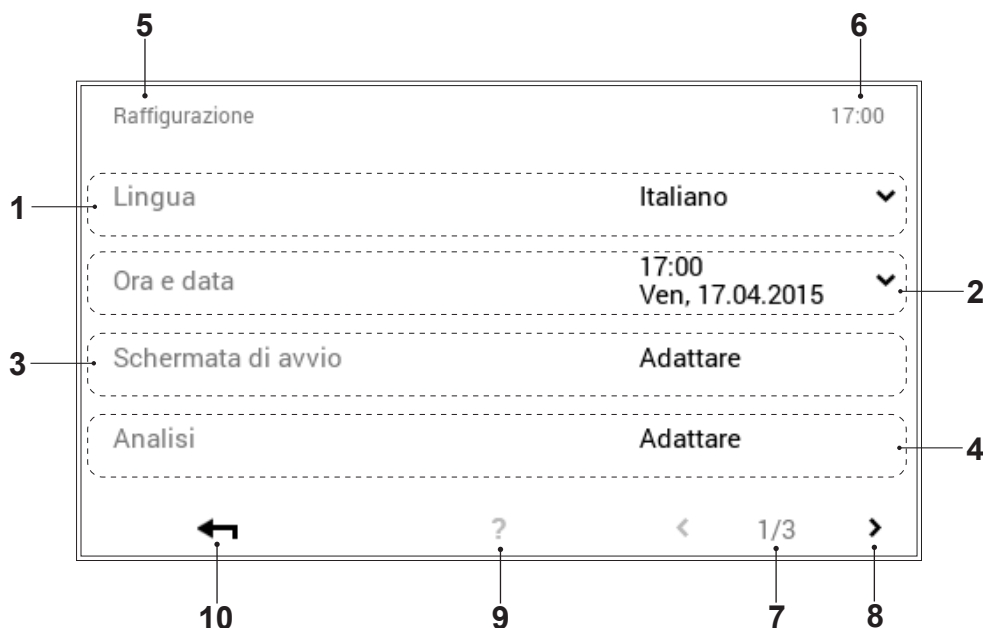 5 6
Raffigurazione 17:00
1 Lingua Italiano
Ora e data 17:00
Ven, 17.04.2015 2
3 Schermata di avvio Adattare
Analisi Adattare 4
? 1/3
10 9 7 8